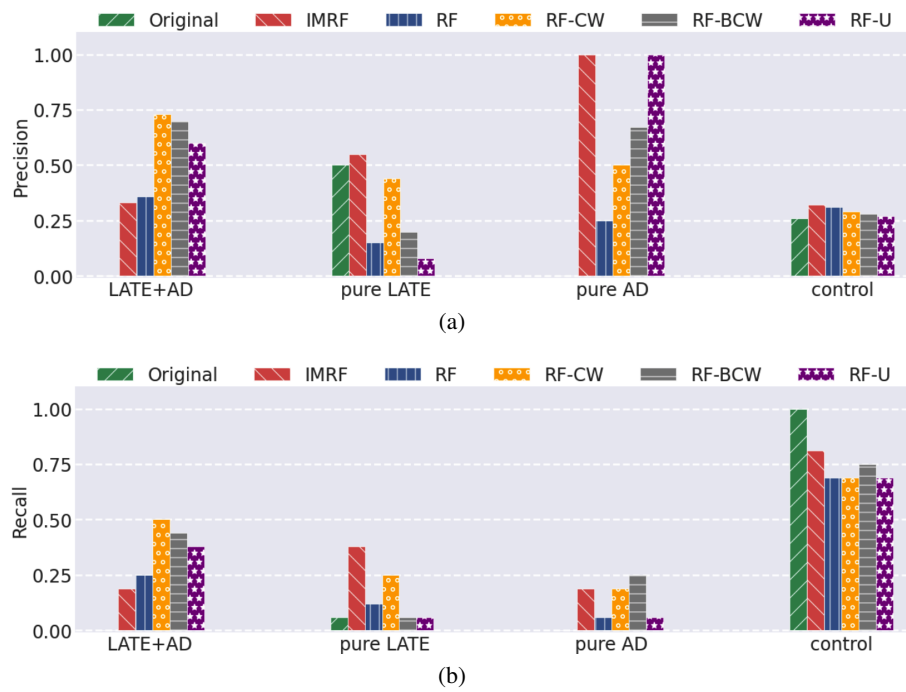 Original IMRF RF RF-CW RF-BCW RF-U
1.00
0.75
0.50
0.25
0.00
Precision
LATE+AD pure LATE pure AD control
(a)
Original IMRF RF RF-CW RF-BCW RF-U
1.00
0.75
0.50
0.25
0.00
Recall
LATE+AD pure LATE pure AD control
(b)